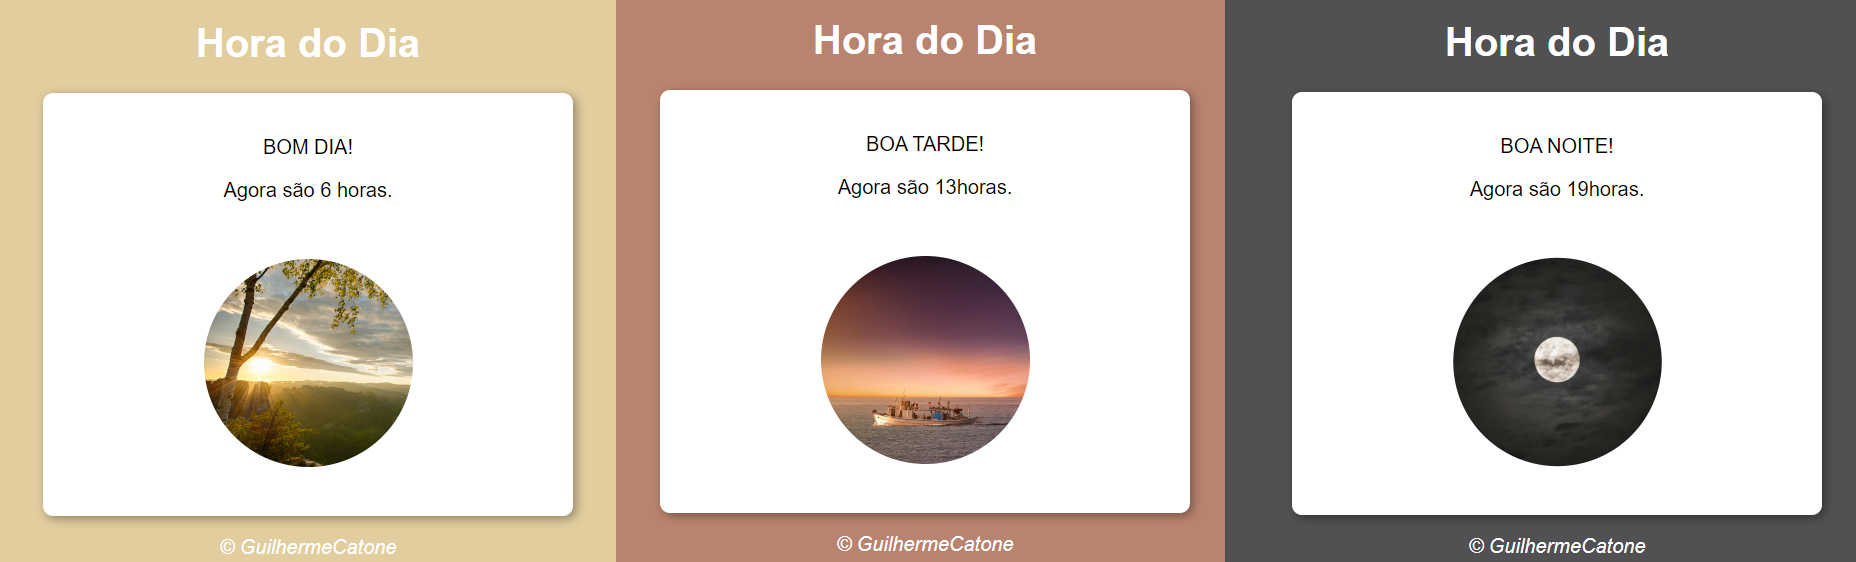 Hora do Dia
BOM DIA!
Agora são 6 horas.
© GuilhermeCatone
Hora do Dia
BOA TARDE!
Agora são 13horas.
© GuilhermeCatone
Hora do Dia
BOA NOITE!
Agora são 19horas.
© GuilhermeCatone